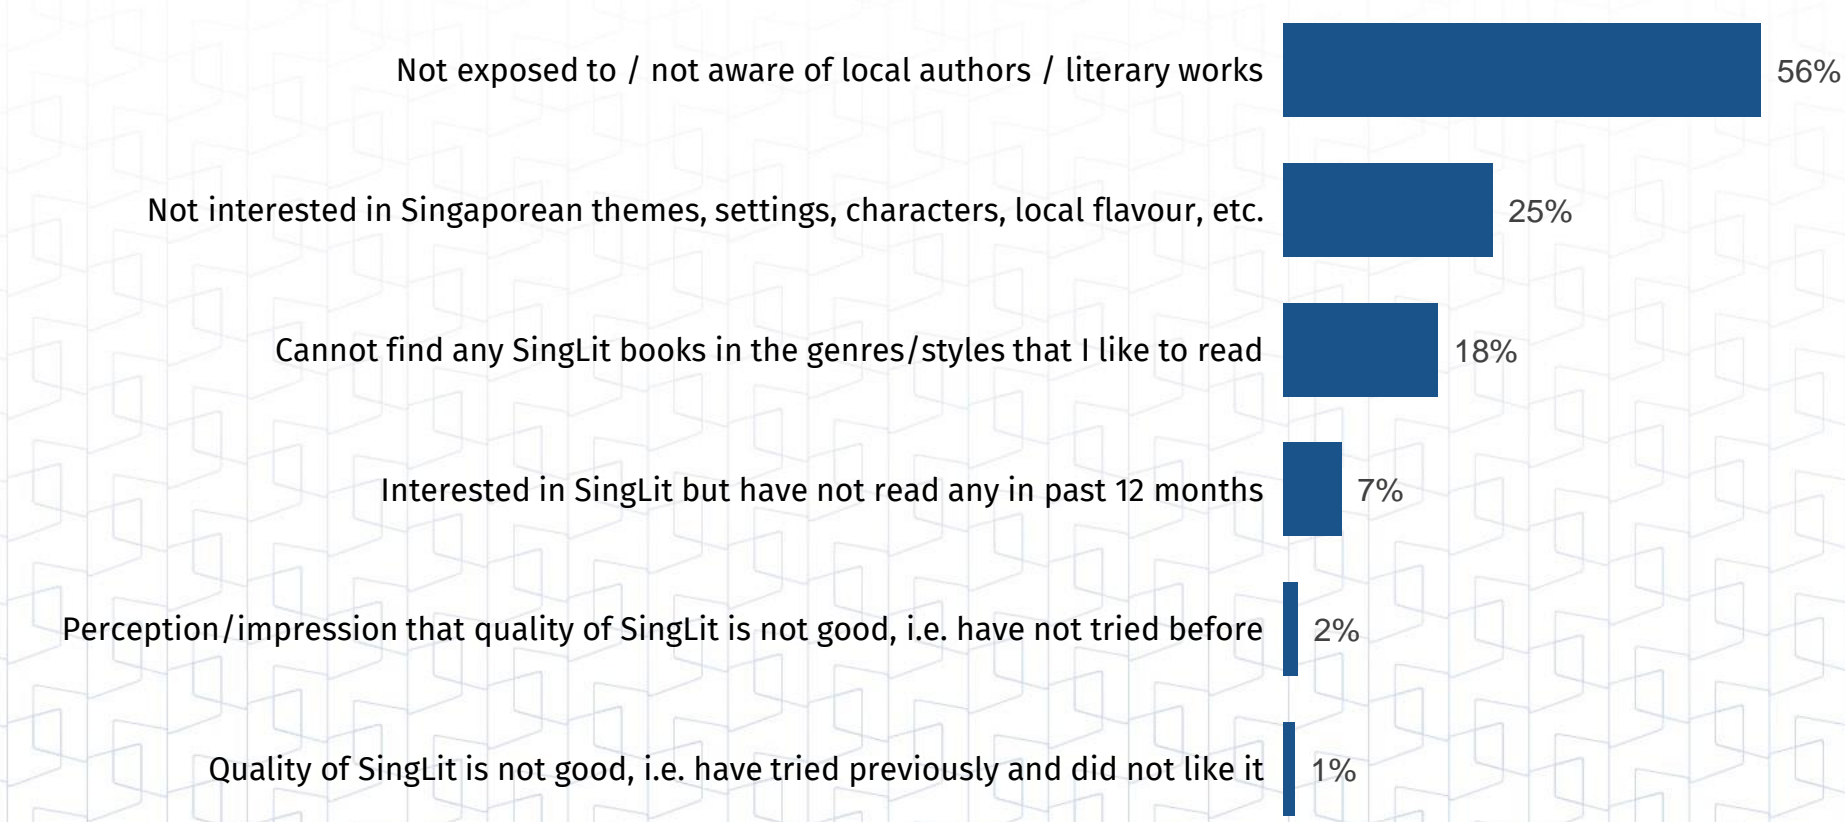 Not exposed to / not aware of local authors / literary works 56%
Not interested in Singaporean themes, settings, characters, local flavour, etc. 25%
Cannot find any SingLit books in the genres/styles that I like to read 18%
Interested in SingLit but have not read any in past 12 months 7%
Perception/impression that quality of SingLit is not good, i.e. have not tried before 2%
Quality of SingLit is not good, i.e. have tried previously and did not like it 1%